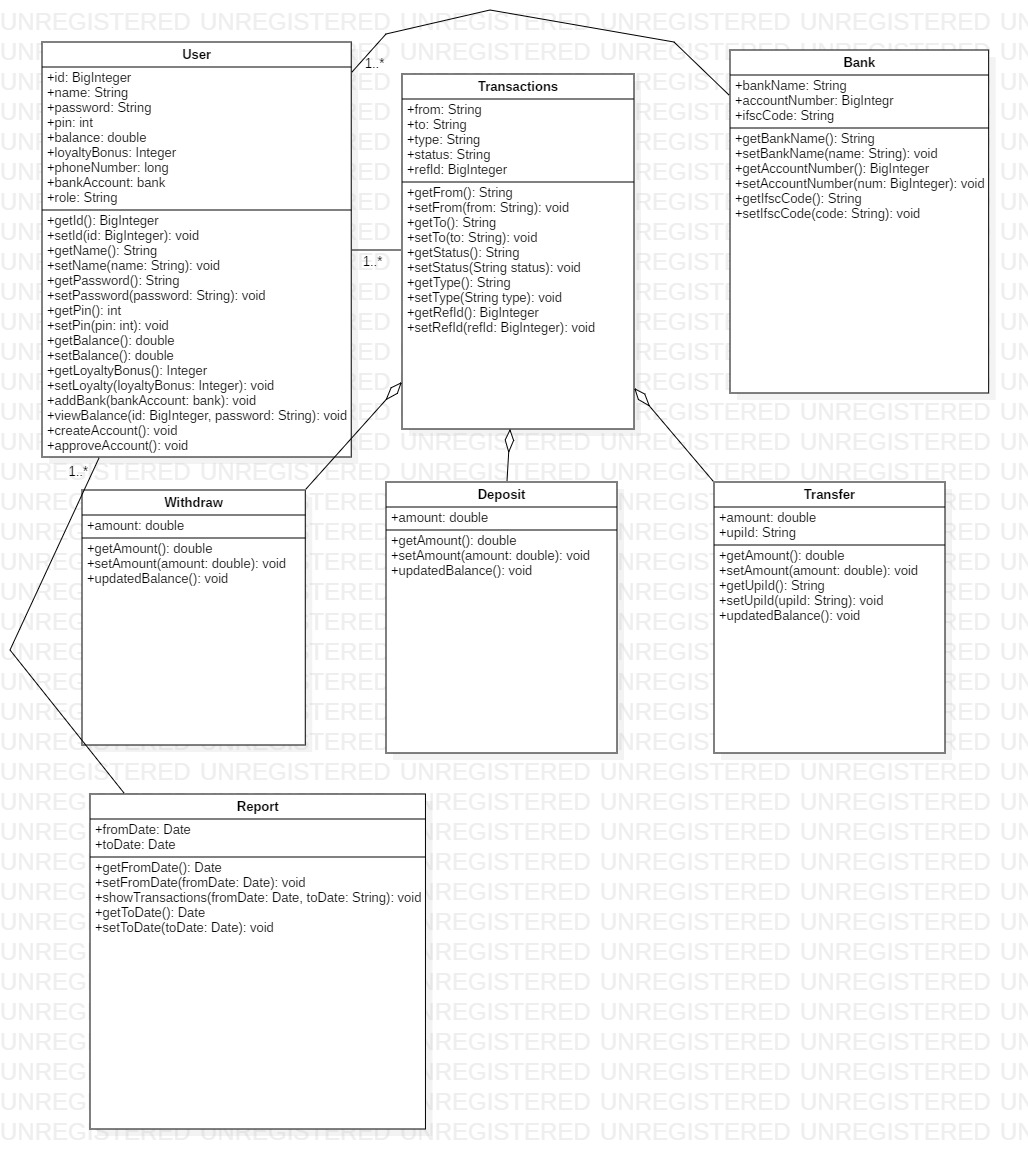 User
+id: BigInteger
+name: String
+password: String
+pin: int
+balance: double
+loyaltyBonus: Integer
+phoneNumber: long
+bankAccount: bank
+role: String
+getId(): BigInteger
+setId(id: BigInteger): void
+getName(): String
+setName(name: String): void
+getPassword(): String
+setPassword(password: String): void
+getPin(): int
+setPin(pin: int): void
+getBalance(): double
+setBalance(): double
+getLoyaltyBonus(): Integer
+setLoyalty(loyaltyBonus: Integer): void
+addBank(bankAccount: bank): void
+viewBalance(id: BigInteger, password: String): void
+createAccount(): void
+approveAccount(): void
1..*
1..*
1..*
Transactions
+from: String
+to: String
+type: String
+status: String
+refId: BigInteger
+getFrom(): String
+setFrom(from: String): void
+getTo(): String
+setTo(to: String): void
+getStatus(): String
+setStatus(String status): void
+getType(): String
+setType(String type): void
+getRefId(): BigInteger
+setRefId(refId: BigInteger): void
Bank
+bankName: String
+accountNumber: BigIntegr
+ifscCode: String
+getBankName(): String
+setBankName(name: String): void
+getAccountNumber(): BigInteger
+setAccountNumber(num: BigInteger): void
+getIfscCode(): String
+setIfscCode(code: String): void
Withdraw
+amount: double
+getAmount(): double
+setAmount(amount: double): void
+updatedBalance(): void
Deposit
+amount: double
+getAmount(): double
+setAmount(amount: double): void
+updatedBalance(): void
Transfer
+amount: double
+upiId: String
+getAmount(): double
+setAmount(amount: double): void
+getUpiId(): String
+setUpiId(upiId: String): void
+updatedBalance(): void
Report
+fromDate: Date
+toDate: Date
+getFromDate(): Date
+setFromDate(fromDate: Date): void
+showTransactions(fromDate: Date, toDate: String): void
+getToDate(): Date
+setToDate(toDate: Date): void
UNREGISTERED